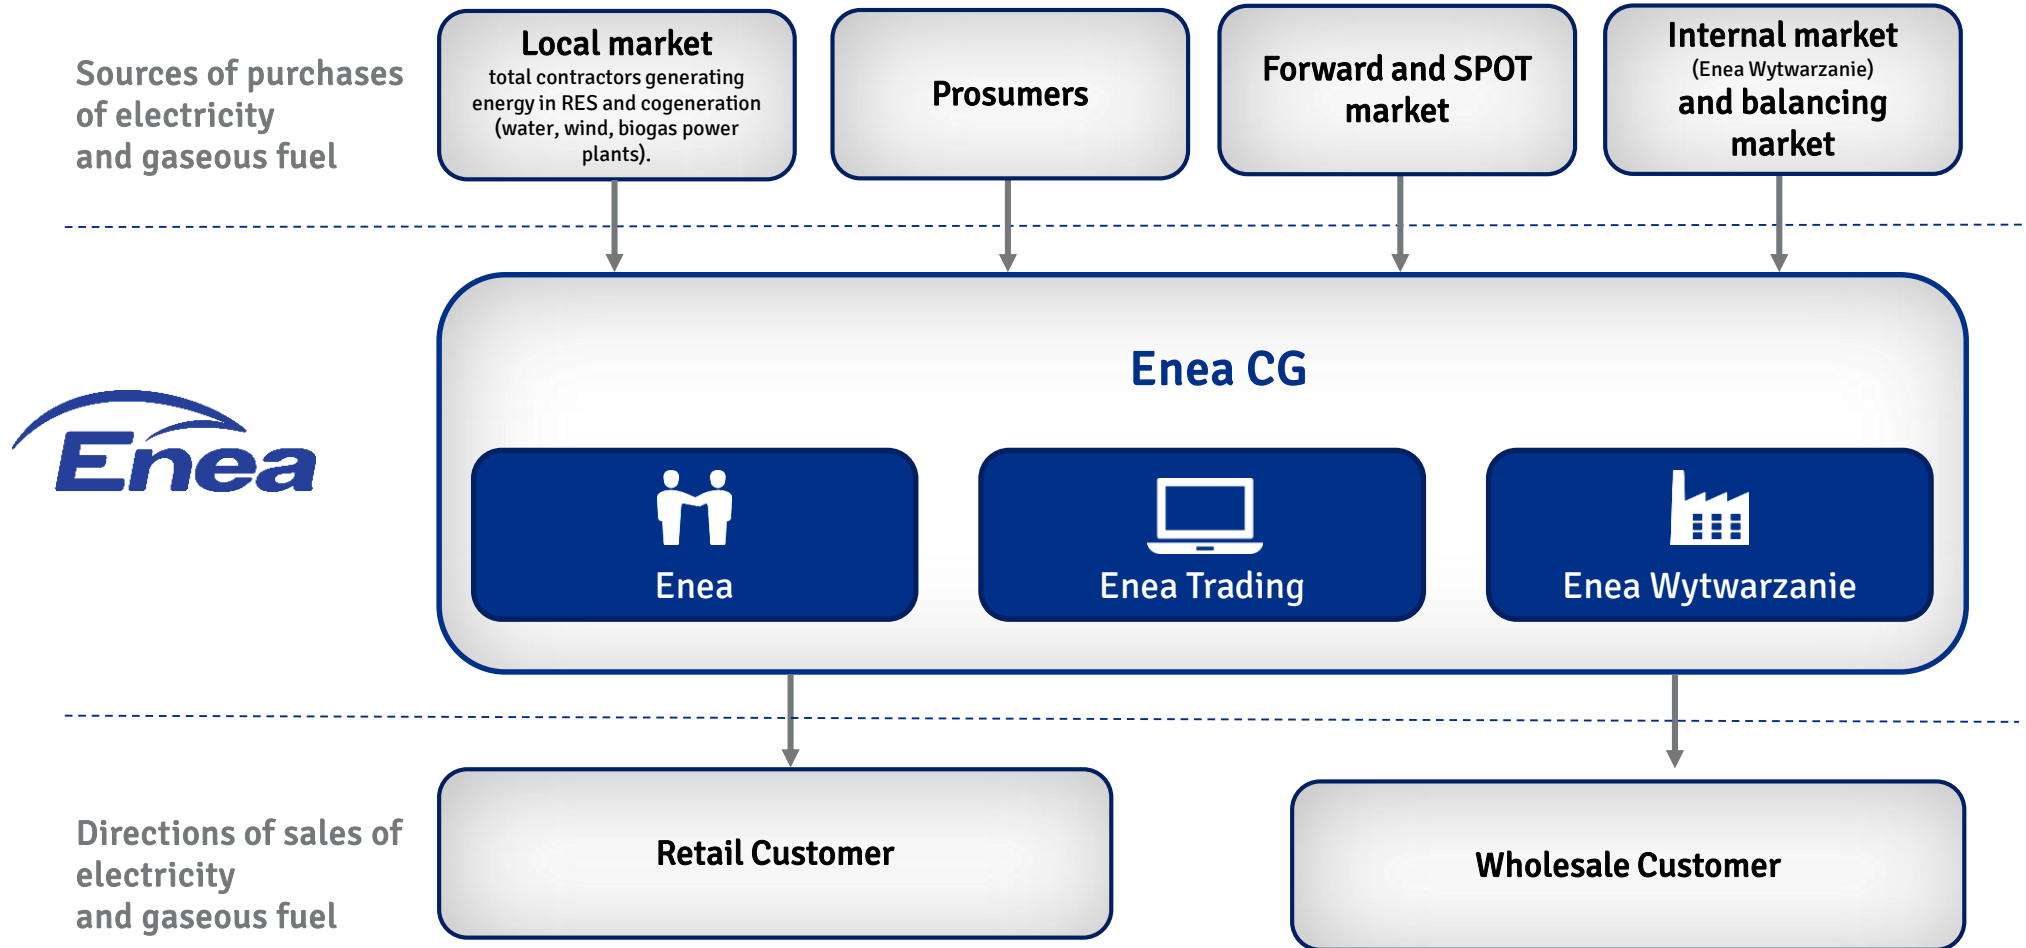 Sources of purchases
of electricity
and gaseous fuel
Local market
total contractors generating
energy in RES and cogeneration
(water, wind, biogas power
plants).
Prosumers
Forward and SPOT
market
Internal market
(Enea Wytwarzanie)
and balancing
market
Enea
Enea CG
Enea
Enea Trading
Enea Wytwarzanie
Directions of sales of
electricity
and gaseous fuel
Retail Customer
Wholesale Customer